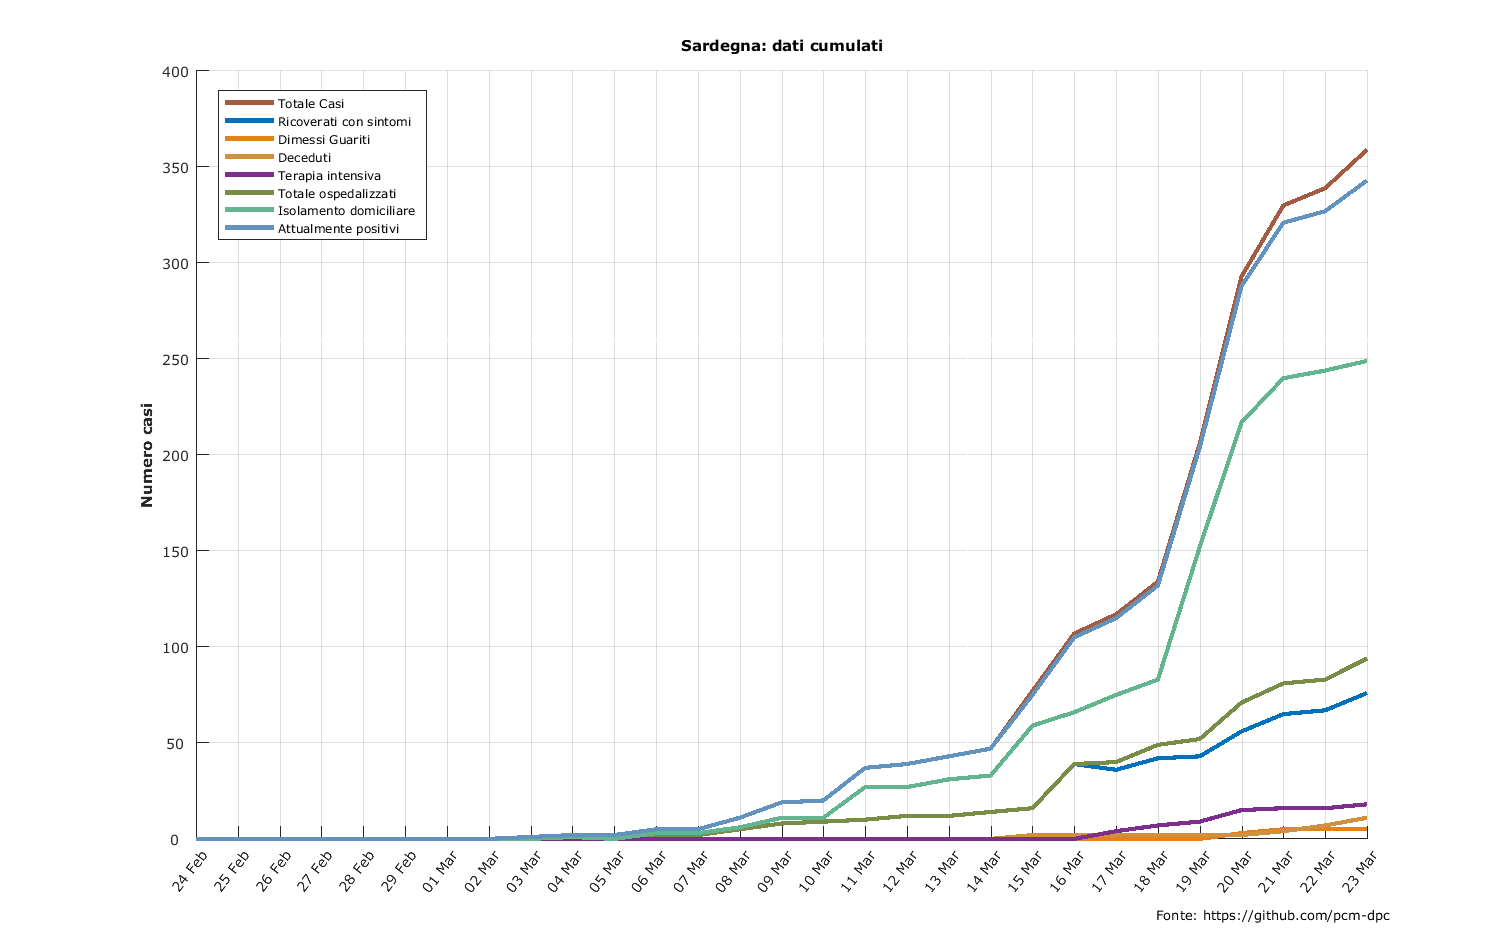 Sardegna: dati cumulati
400
350
300
250
200
150
100
50
0
Numero casi
Totale Casi
Ricoverati con sintomi
Dimessi Guariti
Deceduti
Terapia intensiva
Totale ospedalizzati
Isolamento domiciliare
Attualmente positivi
24 Feb
25 Feb
26 Feb
27 Feb
28 Feb
29 Feb
01 Mar
02 Mar
03 Mar
04 Mar
05 Mar
06 Mar
07 Mar
08 Mar
09 Mar
10 Mar
11 Mar
12 Mar
13 Mar
14 Mar
15 Mar
16 Mar
17 Mar
18 Mar
19 Mar
20 Mar
21 Mar
22 Mar
23 Mar
Fonte: https://github.com/pcm-dpc